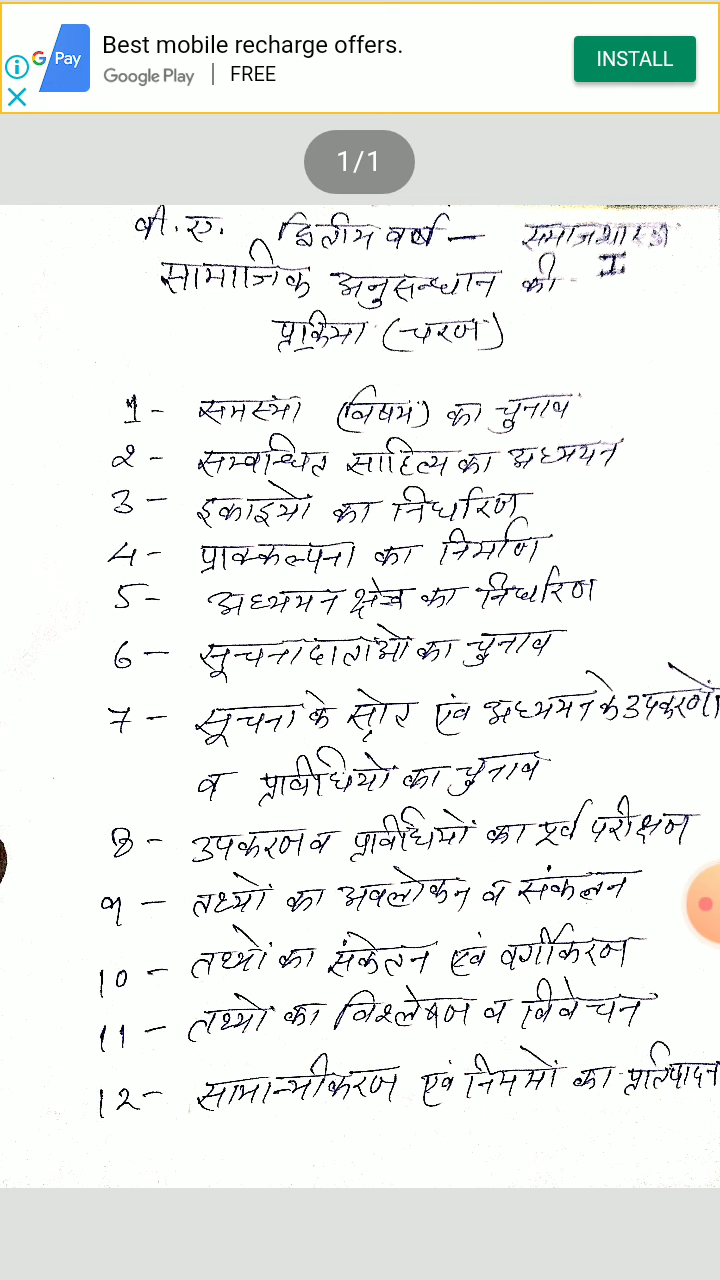 Best mobile recharge offers.
G Pay
Google Play | FREE
INSTALL
1/1
बी.ए. द्वितीय वर्ष — समाजशास्त्र
I
सामाजिक अनुसन्धान की
प्रक्रिया (चरण)
1- समस्या (विषय) का चुनाव
2- सम्बन्धित साहित्य का अध्ययन
3- इकाइयों का निर्धारण
4- प्राक्कल्पना का निर्माण
5- अध्ययन क्षेत्र का निर्धारण
6- सूचनादाताओं का चुनाव
7- सूचना के स्रोत एवं अध्ययन के उपकरणों
व प्रविधियों का चुनाव
8- उपकरण व प्रविधियों का पूर्व परीक्षण
9- तथ्यों का अवलोकन व संकलन
10- तथ्यों का संकेतन एवं वर्गीकरण
11- तथ्यों का विश्लेषण व विवेचन
12- सामान्यीकरण एवं नियमों का प्रतिपादन